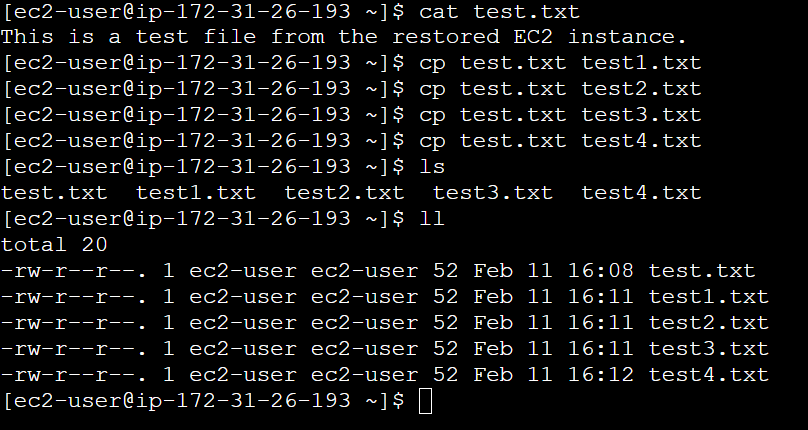 [ec2-user@ip-172-31-26-193 ~]$ cat test.txt
This is a test file from the restored EC2 instance.
[ec2-user@ip-172-31-26-193 ~]$ cp test.txt test1.txt
[ec2-user@ip-172-31-26-193 ~]$ cp test.txt test2.txt
[ec2-user@ip-172-31-26-193 ~]$ cp test.txt test3.txt
[ec2-user@ip-172-31-26-193 ~]$ cp test.txt test4.txt
[ec2-user@ip-172-31-26-193 ~]$ ls
test.txt  test1.txt  test2.txt  test3.txt  test4.txt
[ec2-user@ip-172-31-26-193 ~]$ ll
total 20
-rw-r--r--. 1 ec2-user ec2-user 52 Feb 11 16:08 test.txt
-rw-r--r--. 1 ec2-user ec2-user 52 Feb 11 16:11 test1.txt
-rw-r--r--. 1 ec2-user ec2-user 52 Feb 11 16:11 test2.txt
-rw-r--r--. 1 ec2-user ec2-user 52 Feb 11 16:11 test3.txt
-rw-r--r--. 1 ec2-user ec2-user 52 Feb 11 16:12 test4.txt
[ec2-user@ip-172-31-26-193 ~]$